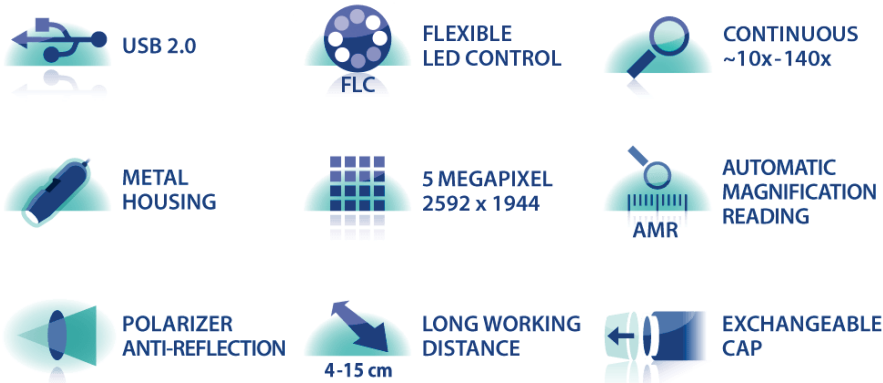 USB 2.0
FLC
FLEXIBLE
LED CONTROL
CONTINUOUS
~10x-140x
METAL
HOUSING
5 MEGAPIXEL
2592 x 1944
AMR
AUTOMATIC
MAGNIFICATION
READING
POLARIZER
ANTI-REFLECTION
4-15 cm
LONG WORKING
DISTANCE
EXCHANGEABLE
CAP